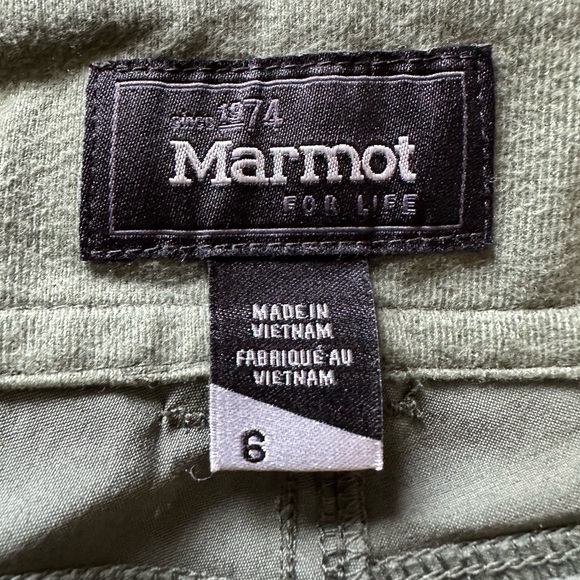 since 1974
Marmot
FOR LIFE
MADE IN
VIETNAM
FABRIQUÉ AU
VIETNAM
6